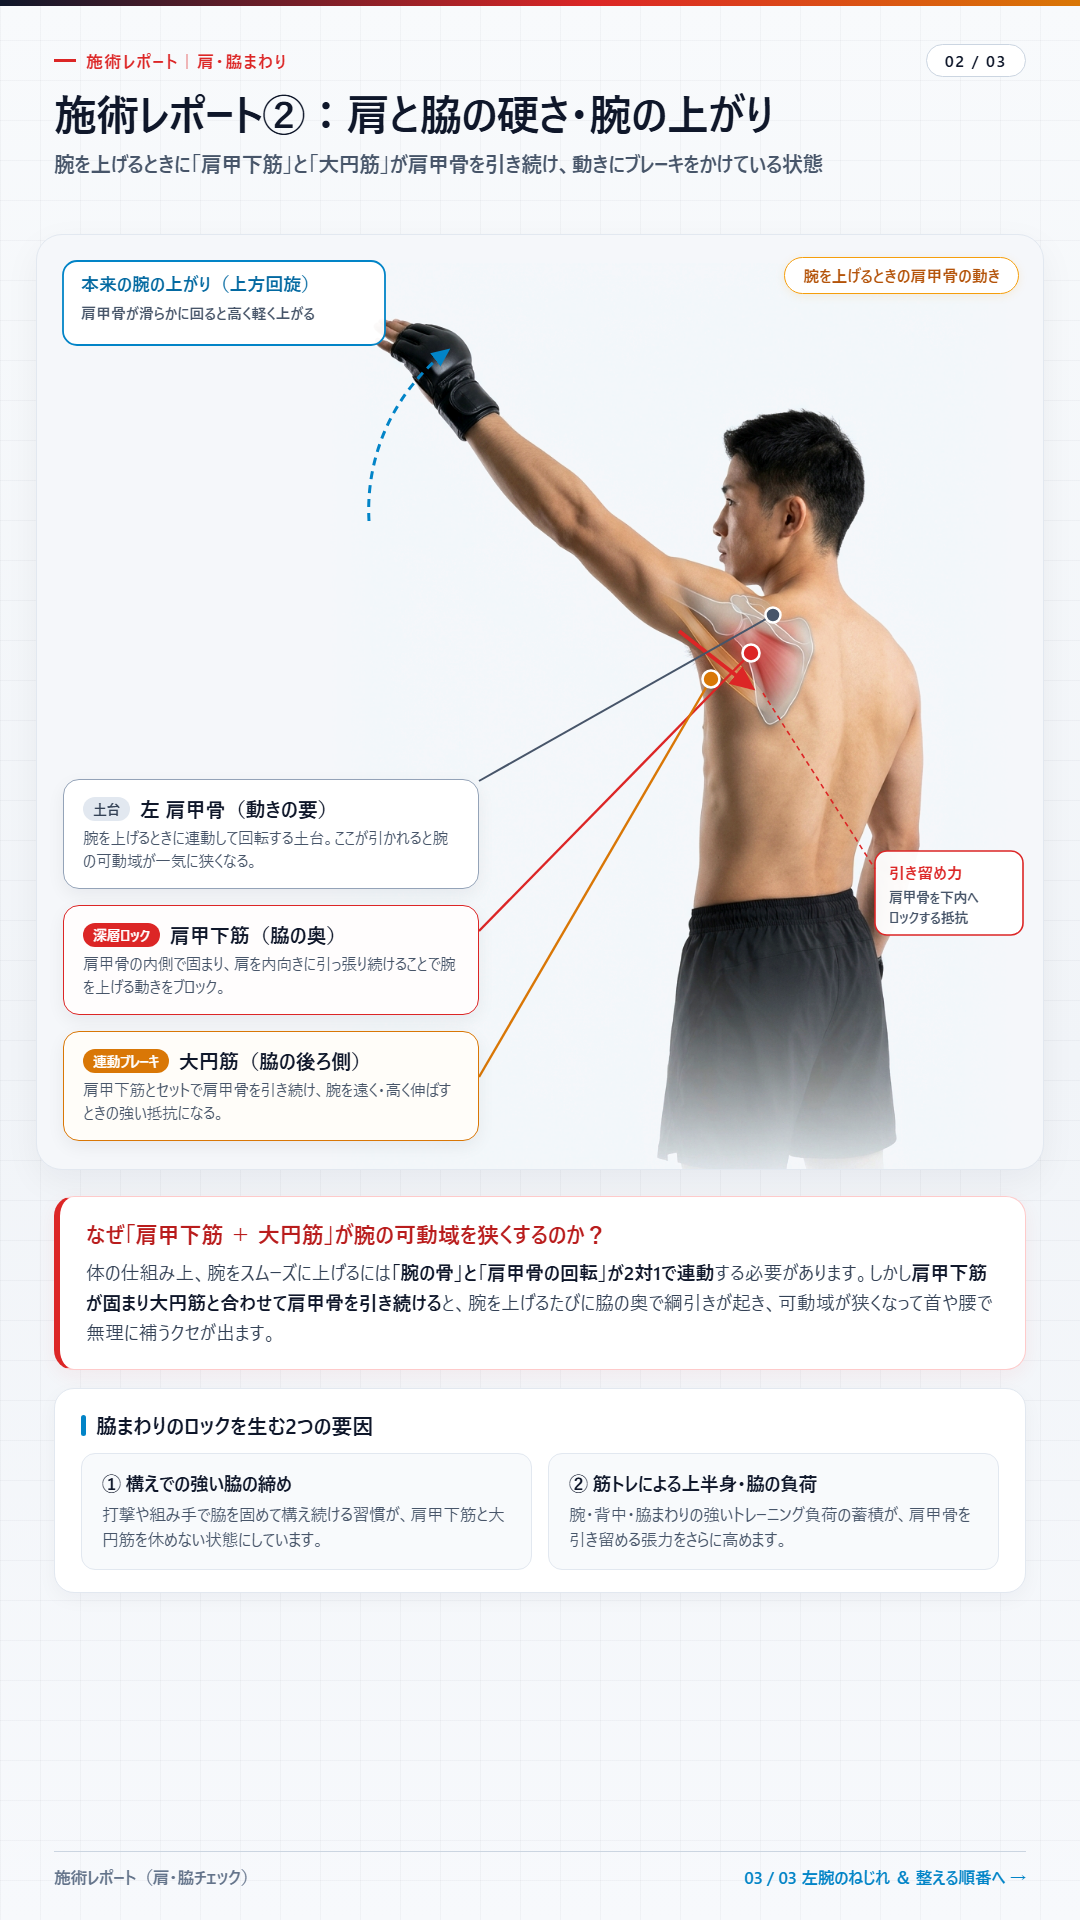 施術レポート | 肩・脇まわり
02 / 03
施術レポート②：肩と脇の硬さ・腕の上がり
腕を上げるときに「肩甲下筋」と「大円筋」が肩甲骨を引き続け、動きにブレーキをかけている状態
本来の腕の上がり（上方回旋）
肩甲骨が滑らかに回ると高く軽く上がる
腕を上げるときの肩甲骨の動き
土台 左 肩甲骨（動きの要）
腕を上げるときに連動して回転する土台。ここが引かれると腕
の可動域が一気に狭くなる。
深層ロック 肩甲下筋（脇の奥）
肩甲骨の内側で固まり、肩を内向きに引っ張り続けることで腕
を上げる動きをブロック。
連動ブレーキ 大円筋（脇の後ろ側）
肩甲下筋とセットで肩甲骨を引き続け、腕を遠く・高く伸ばす
ときの強い抵抗になる。
引き留め力
肩甲骨を下内へ
ロックする抵抗
なぜ「肩甲下筋 ＋ 大円筋」が腕の可動域を狭くするのか？
体の仕組み上、腕をスムーズに上げるには「腕の骨」と「肩甲骨の回転」が2対1で連動する必要があります。しかし肩甲下筋
が固まり大円筋と合わせて肩甲骨を引き続けると、腕を上げるたびに脇の奥で綱引きが起き、可動域が狭くなって首や腰で
無理に補うクセが出ます。
脇まわりのロックを生む2つの要因
① 構えでの強い脇の締め
打撃や組み手で脇を固めて構え続ける習慣が、肩甲下筋と大
円筋を休めない状態にしています。
② 筋トレによる上半身・脇の負荷
腕・背中・脇まわりの強いトレーニング負荷の蓄積が、肩甲骨を
引き留める張力をさらに高めます。
施術レポート（肩・脇チェック）
03 / 03 左腕のねじれ ＆ 整える順番へ →